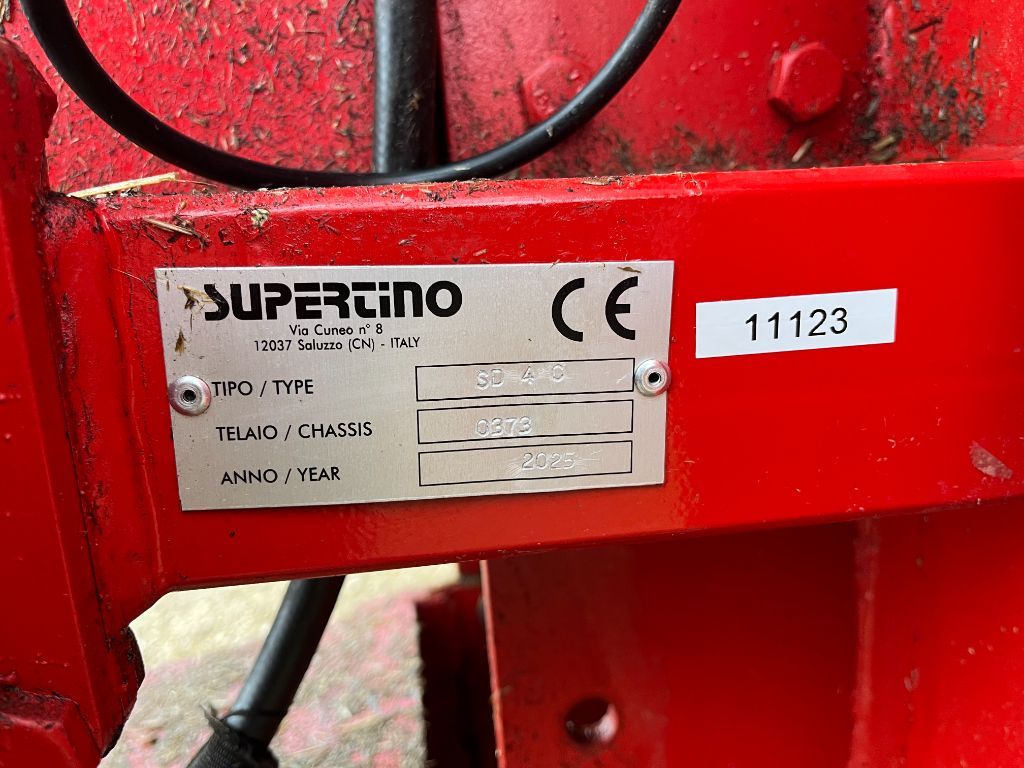 SUPERTINO
CE
Via Cuneo n° 8
12037 Saluzzo (CN) - ITALY
TIPO / TYPE SD 4 C
TELAIO / CHASSIS 0373
ANNO / YEAR 2025
11123